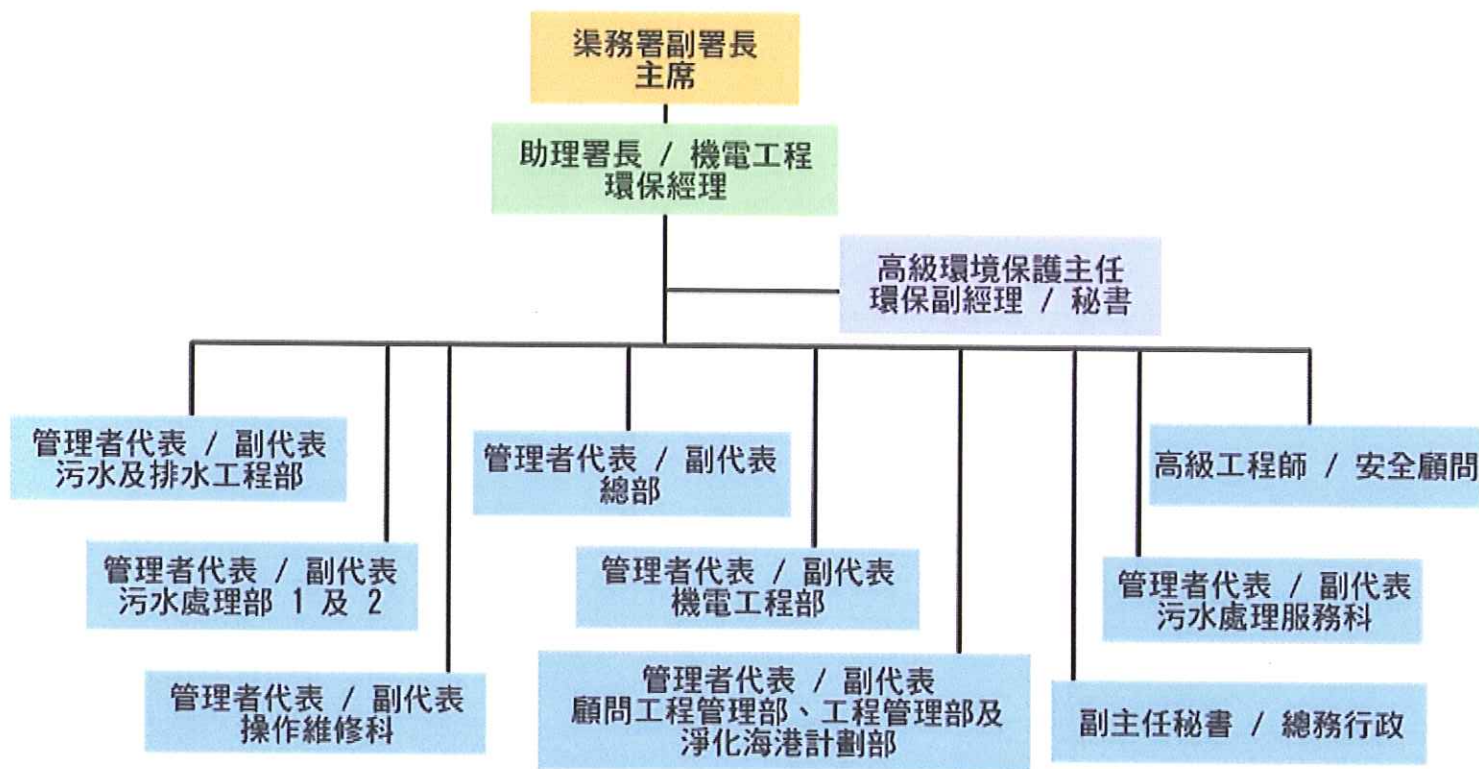 渠務署副署長
主席
助理署長 / 機電工程
環保經理
高級環境保護主任
環保副經理 / 秘書
管理者代表 / 副代表
污水及排水工程部
管理者代表 / 副代表
總部
高級工程師 / 安全顧問
管理者代表 / 副代表
污水處理部 1 及 2
管理者代表 / 副代表
機電工程部
管理者代表 / 副代表
污水處理服務科
管理者代表 / 副代表
操作維修科
管理者代表 / 副代表
顧問工程管理部、工程管理部及
淨化海港計劃部
副主任秘書 / 總務行政